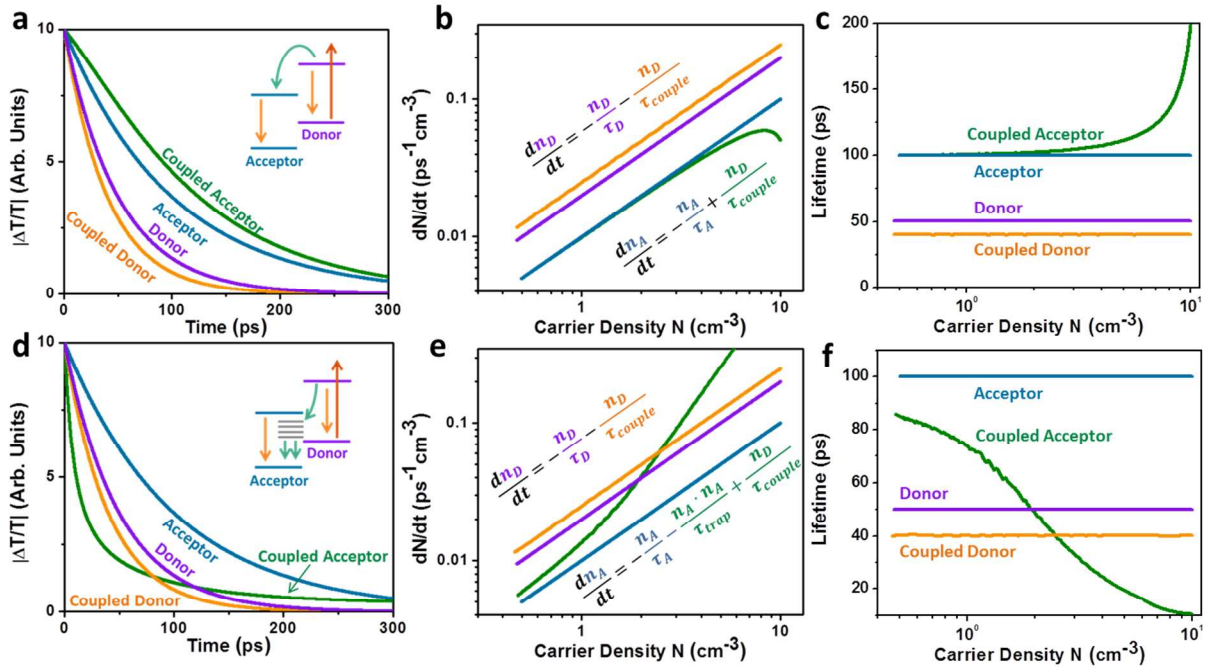 a
|ΔT/T| (Arb. Units)
10
5
0
0
100
200
300
Time (ps)
Coupled Acceptor
Acceptor
Donor
Coupled Donor
Acceptor
Donor
b
dN/dt (ps⁻¹ cm⁻³)
0.1
0.01
1
10
Carrier Density N (cm⁻³)
dn_D/dt = - n_D/τ_D - n_D/τ_couple
dn_A/dt = - n_A/τ_A + n_D/τ_couple
c
Lifetime (ps)
200
150
100
50
0
10⁰
10¹
Carrier Density N (cm⁻³)
Coupled Acceptor
Acceptor
Donor
Coupled Donor
d
|ΔT/T| (Arb. Units)
10
5
0
0
100
200
300
Time (ps)
Acceptor
Donor
Coupled Acceptor
Coupled Donor
Acceptor
Donor
e
dN/dt (ps⁻¹ cm⁻³)
0.1
0.01
1
10
Carrier Density N (cm⁻³)
dn_D/dt = - n_D/τ_D - n_D/τ_couple
dn_A/dt = - n_A/τ_A - n_A · n_A/τ_trap + n_D/τ_couple
f
Lifetime (ps)
100
80
60
40
20
10⁰
10¹
Carrier Density N (cm⁻³)
Acceptor
Coupled Acceptor
Donor
Coupled Donor